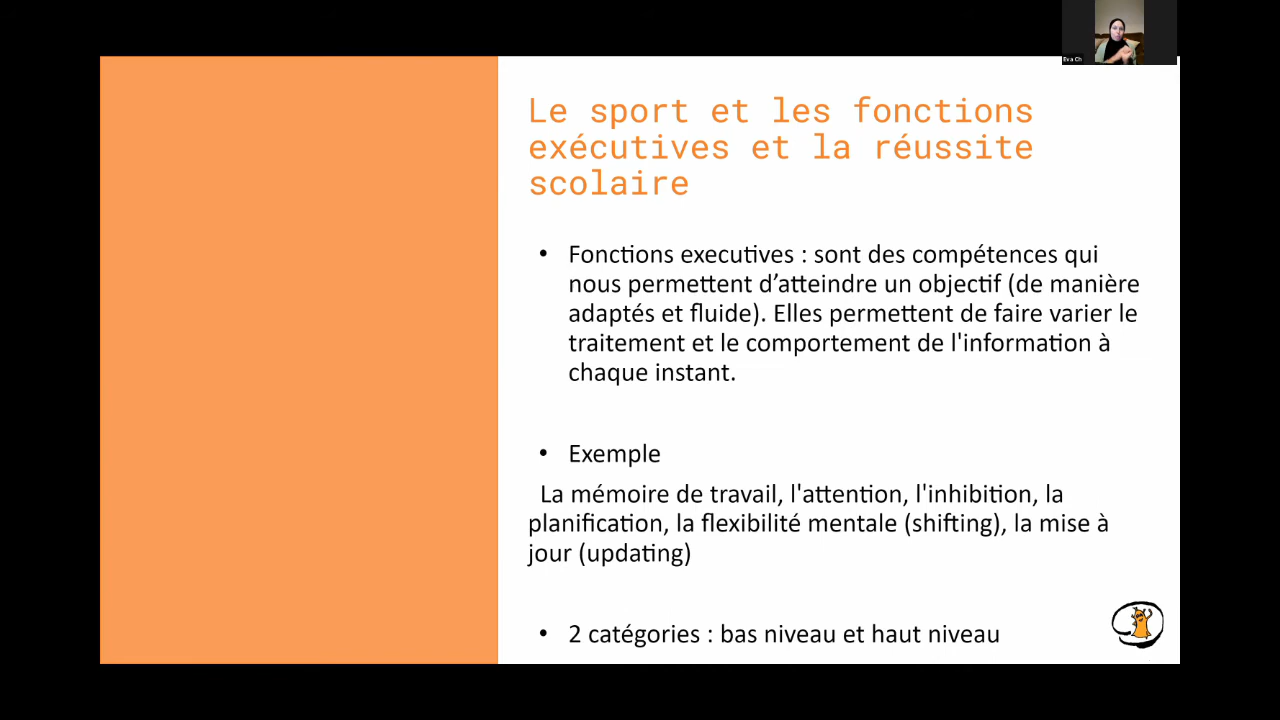 Eva Ch
Le sport et les fonctions
exécutives et la réussite
scolaire
• Fonctions executives : sont des compétences qui
nous permettent d’atteindre un objectif (de manière
adaptés et fluide). Elles permettent de faire varier le
traitement et le comportement de l'information à
chaque instant.
• Exemple
La mémoire de travail, l'attention, l'inhibition, la
planification, la flexibilité mentale (shifting), la mise à
jour (updating)
• 2 catégories : bas niveau et haut niveau